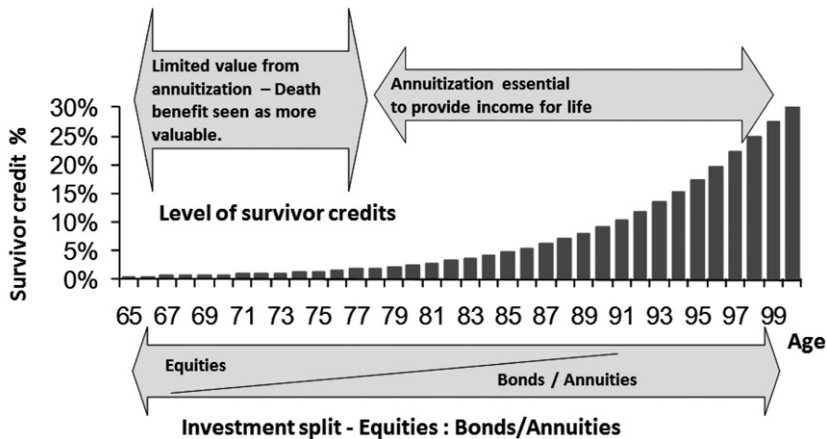 Limited value from
annuitization – Death
benefit seen as more
valuable.
Annuitization essential
to provide income for life
Survivor credit %
30%
25%
20%
15%
10%
5%
0%
Level of survivor credits
65 67 69 71 73 75 77 79 81 83 85 87 89 91 93 95 97 99
Age
Equities
Bonds / Annuities
Investment split - Equities : Bonds/Annuities